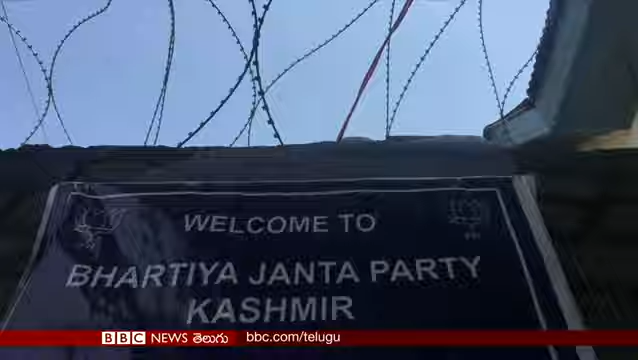 WELCOME TO
BHARTIYA JANTA PARTY
KASHMIR
BBC NEWS తెలుగు bbc.com/telugu